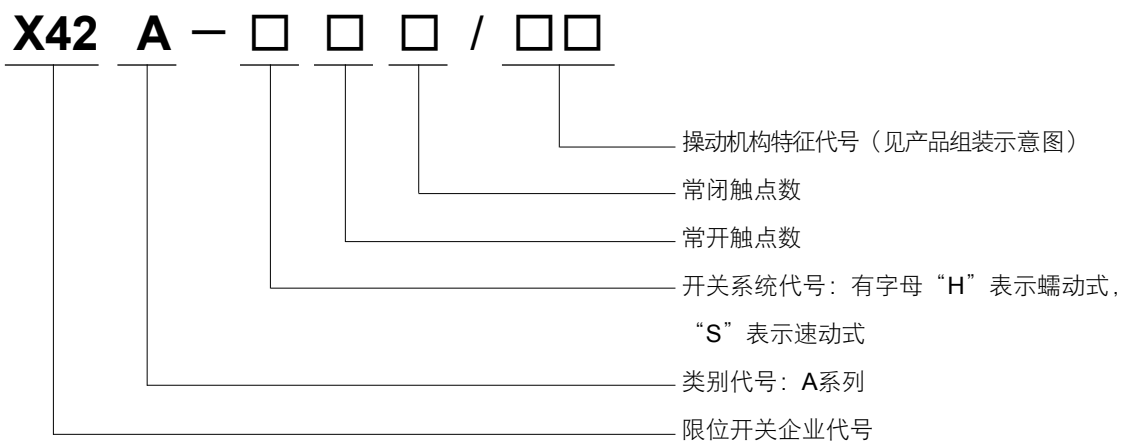 X42 A － □ □ □ / □□
操动机构特征代号（见产品组装示意图）
常闭触点数
常开触点数
开关系统代号：有字母“H”表示蠕动式，
“S”表示速动式
类别代号：A系列
限位开关企业代号